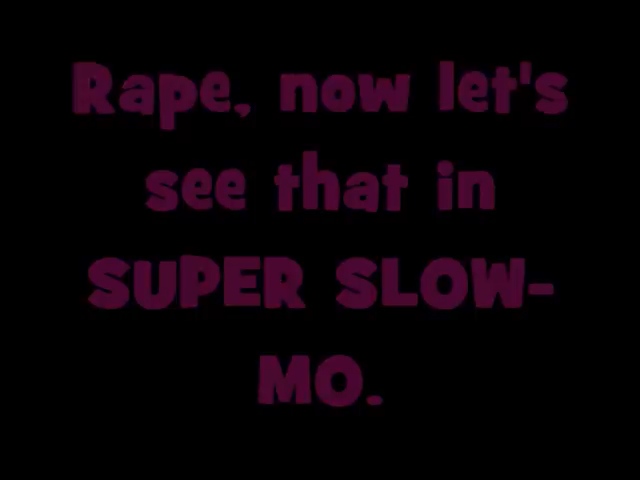 Rape, now let's
see that in
SUPER SLOW-
MO.